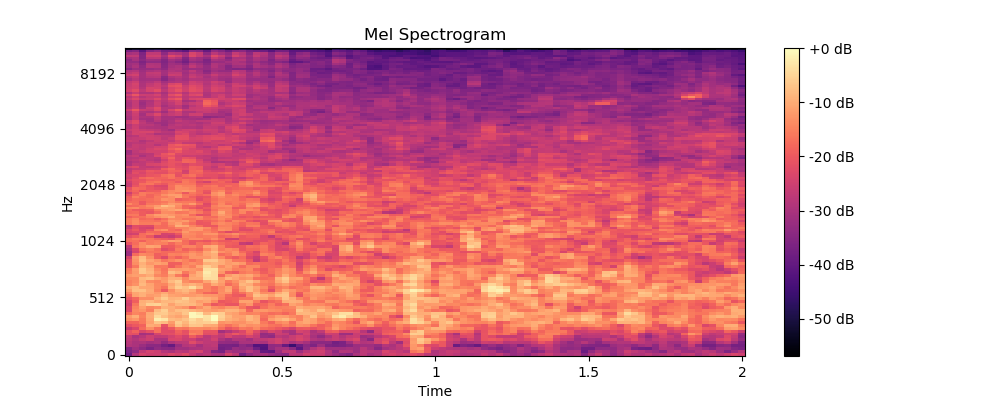 Mel Spectrogram
Hz
8192
4096
2048
1024
512
0
0 0.5 1 1.5 2
Time
+0 dB
-10 dB
-20 dB
-30 dB
-40 dB
-50 dB